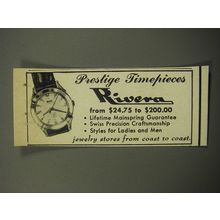 Prestige Timepieces
Rivera
from $24.75 to $200.00
• Lifetime Mainspring Guarantee
• Swiss Precision Craftsmanship
• Styles for Ladies and Men
jewelry stores from coast to coast.